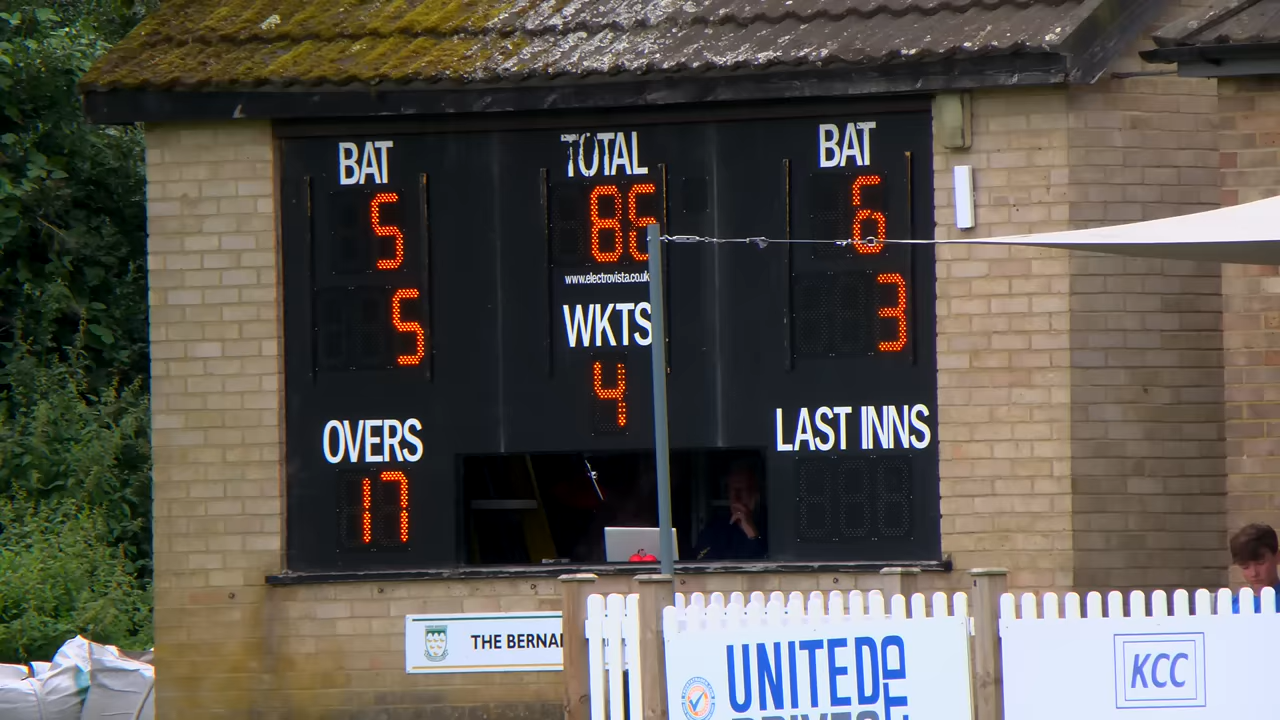 BAT TOTAL BAT
5 86 6
www.electrovista.co.uk
5 WKTS 3
4
OVERS LAST INNS
17
THE BERNA
UNITED
KCC